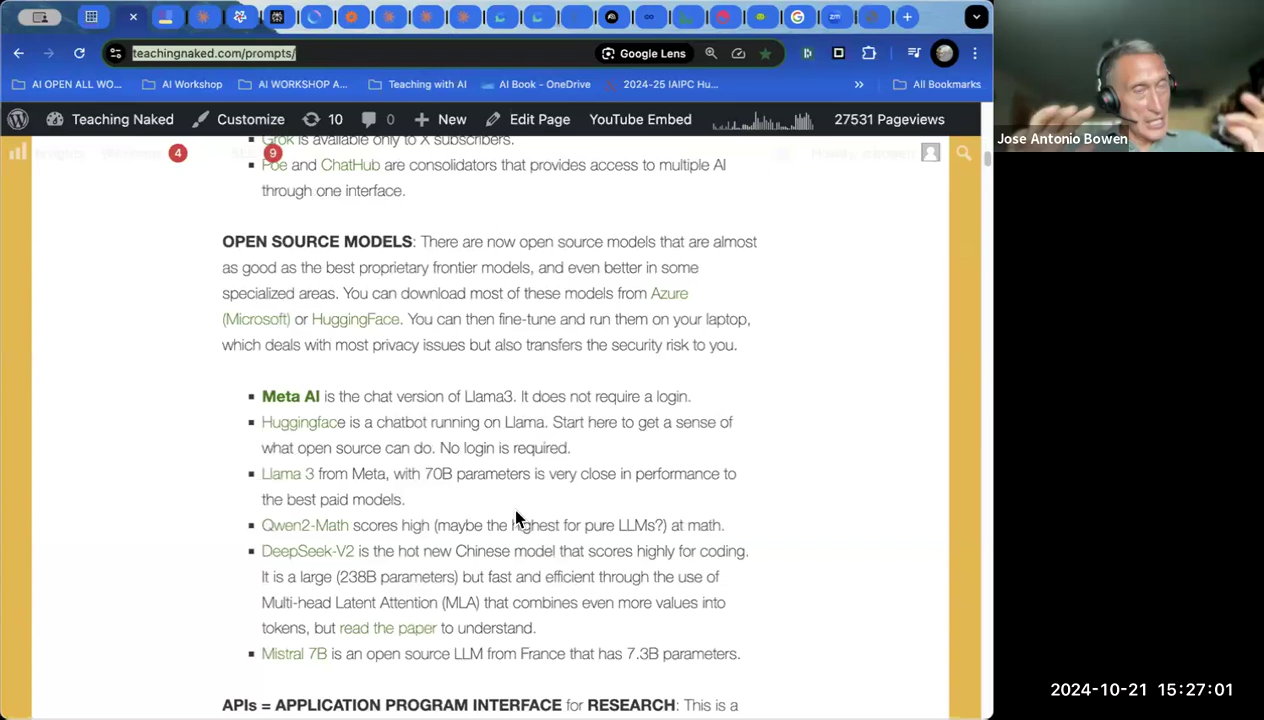 teachingnaked.com/prompts/
Google Lens
AI OPEN ALL WO...
AI Workshop
AI WORKSHOP A...
Teaching with AI
AI Book - OneDrive
2024-25 IAIPC Hu...
»
All Bookmarks
Teaching Naked
Customize
10
0
New
Edit Page
YouTube Embed
27531 Pageviews
Grok is available only to X subscribers.
4
9
Poe and ChatHub are consolidators that provides access to multiple AI
through one interface.
OPEN SOURCE MODELS: There are now open source models that are almost
as good as the best proprietary frontier models, and even better in some
specialized areas. You can download most of these models from Azure
(Microsoft) or HuggingFace. You can then fine-tune and run them on your laptop,
which deals with most privacy issues but also transfers the security risk to you.
Meta AI is the chat version of Llama3. It does not require a login.
Huggingface is a chatbot running on Llama. Start here to get a sense of
what open source can do. No login is required.
Llama 3 from Meta, with 70B parameters is very close in performance to
the best paid models.
Qwen2-Math scores high (maybe the highest for pure LLMs?) at math.
DeepSeek-V2 is the hot new Chinese model that scores highly for coding.
It is a large (238B parameters) but fast and efficient through the use of
Multi-head Latent Attention (MLA) that combines even more values into
tokens, but read the paper to understand.
Mistral 7B is an open source LLM from France that has 7.3B parameters.
APIs = APPLICATION PROGRAM INTERFACE for RESEARCH: This is a
Jose Antonio Bowen
2024-10-21 15:27:01